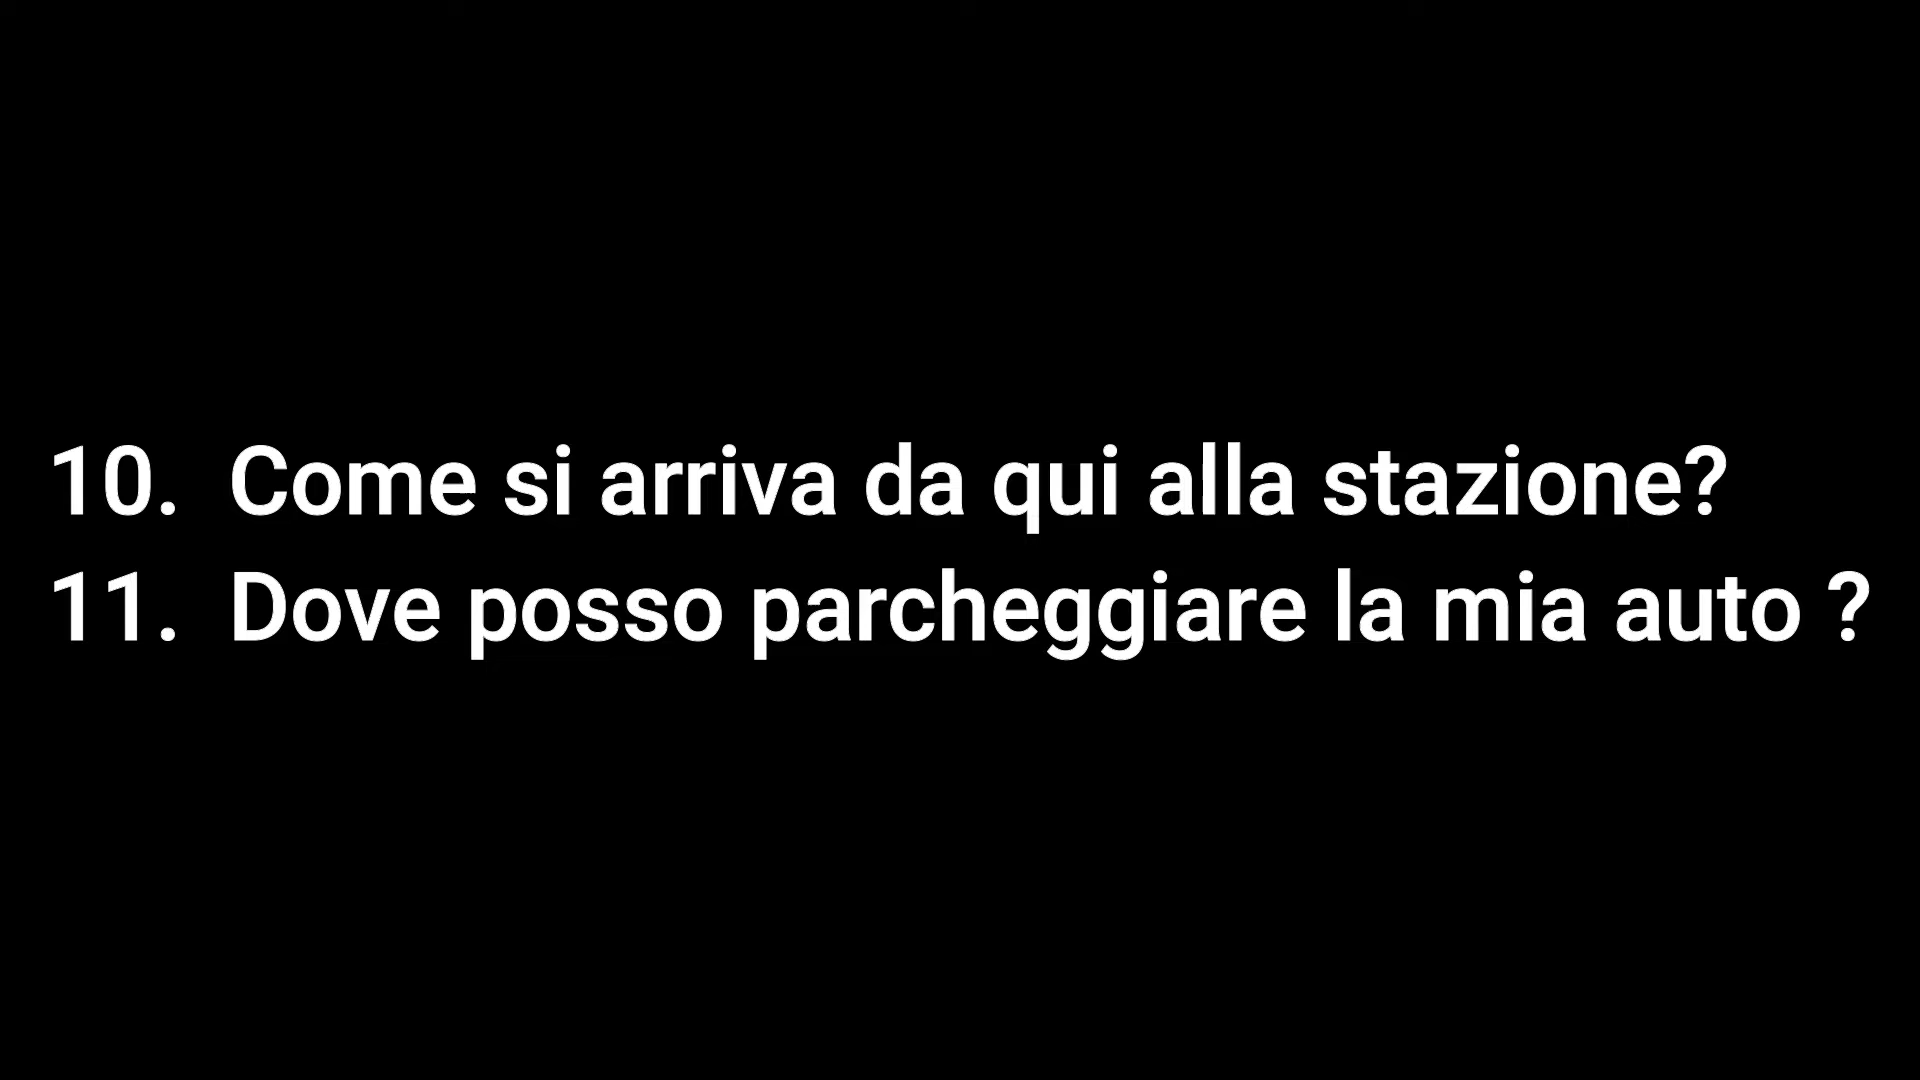 10. Come si arriva da qui alla stazione?
11. Dove posso parcheggiare la mia auto ?